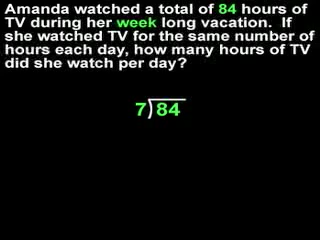 Amanda watched a total of 84 hours of
TV during her week long vacation.  If
she watched TV for the same number of
hours each day, how many hours of TV
did she watch per day?
7)84